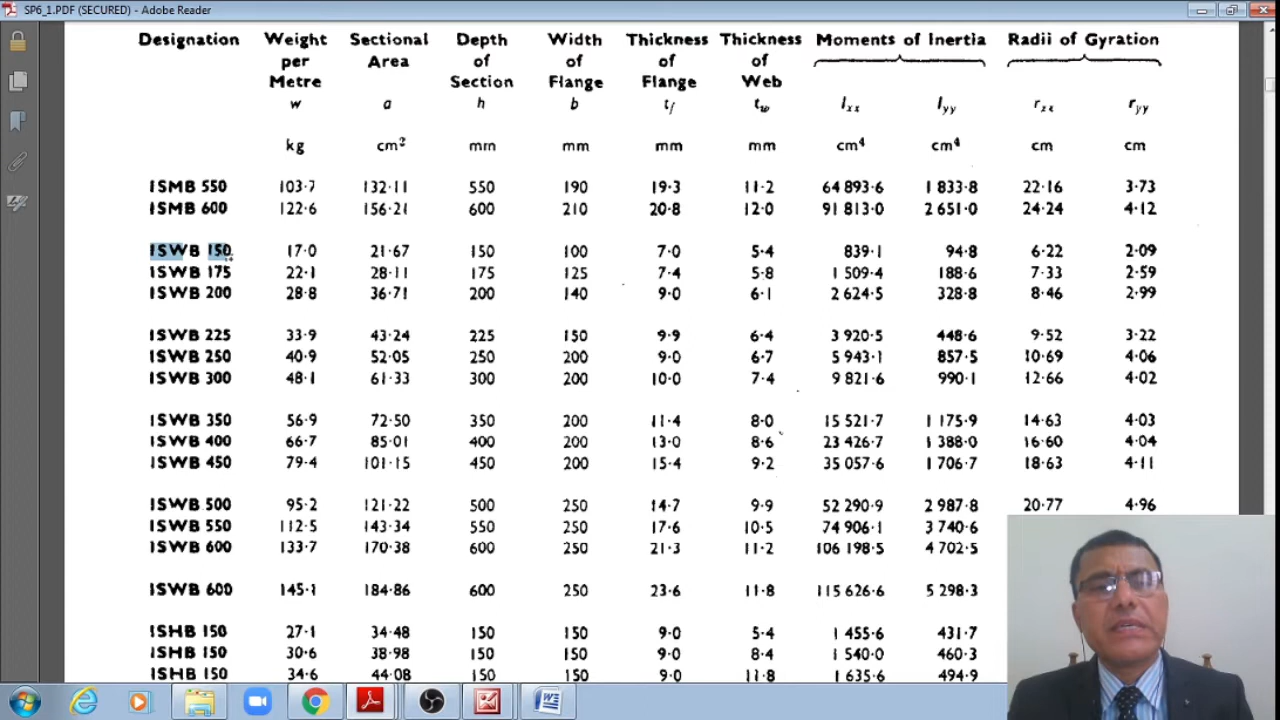 SP6_1.PDF (SECURED) - Adobe Reader
Designation Weight Sectional Depth Width Thickness Thickness Moments of Inertia Radii of Gyration
per Area of of of of
Metre Section Flange Flange Web
w a h b tf tw Ixx Iyy rxx ryy
kg cm² mm mm mm mm cm⁴ cm⁴ cm cm
ISMB 550 103·7 132·11 550 190 19·3 11·2 64 893·6 1 833·8 22·16 3·73
ISMB 600 122·6 156·21 600 210 20·8 12·0 91 813·0 2 651·0 24·24 4·12
ISWB 150 17·0 21·67 150 100 7·0 5·4 839·1 94·8 6·22 2·09
ISWB 175 22·1 28·11 175 125 7·4 5·8 1 509·4 188·6 7·33 2·59
ISWB 200 28·8 36·71 200 140 9·0 6·1 2 624·5 328·8 8·46 2·99
ISWB 225 33·9 43·24 225 150 9·9 6·4 3 920·5 448·6 9·52 3·22
ISWB 250 40·9 52·05 250 200 9·0 6·7 5 943·1 857·5 10·69 4·06
ISWB 300 48·1 61·33 300 200 10·0 7·4 9 821·6 990·1 12·66 4·02
ISWB 350 56·9 72·50 350 200 11·4 8·0 15 521·7 1 175·9 14·63 4·03
ISWB 400 66·7 85·01 400 200 13·0 8·6 23 426·7 1 388·0 16·60 4·04
ISWB 450 79·4 101·15 450 200 15·4 9·2 35 057·6 1 706·7 18·63 4·11
ISWB 500 95·2 121·22 500 250 14·7 9·9 52 290·9 2 987·8 20·77 4·96
ISWB 550 112·5 143·34 550 250 17·6 10·5 74 906·1 3 740·6
ISWB 600 133·7 170·38 600 250 21·3 11·2 106 198·5 4 702·5
ISWB 600 145·1 184·86 600 250 23·6 11·8 115 626·6 5 298·3
ISHB 150 27·1 34·48 150 150 9·0 5·4 1 455·6 431·7
ISHB 150 30·6 38·98 150 150 9·0 8·4 1 540·0 460·3
ISHB 150 34·6 44·08 150 150 9·0 11·8 1 635·6 494·9